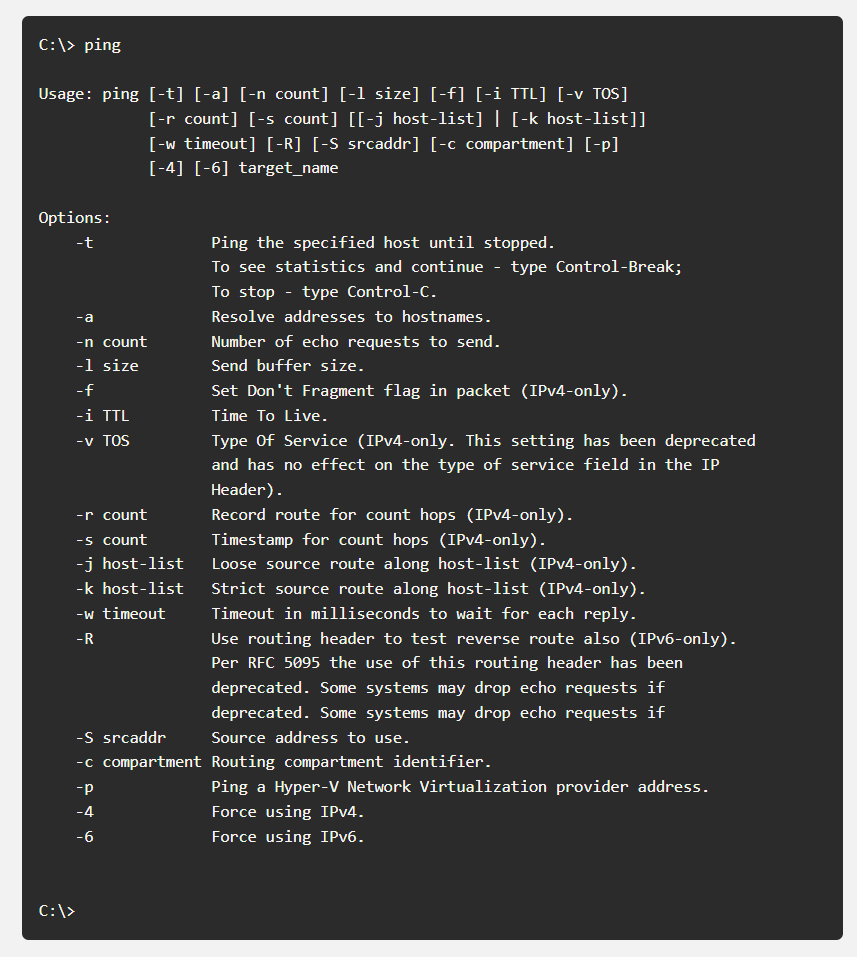 C:\> ping
Usage: ping [-t] [-a] [-n count] [-l size] [-f] [-i TTL] [-v TOS]
            [-r count] [-s count] [[-j host-list] | [-k host-list]]
            [-w timeout] [-R] [-S srcaddr] [-c compartment] [-p]
            [-4] [-6] target_name
Options:
    -t             Ping the specified host until stopped.
                   To see statistics and continue - type Control-Break;
                   To stop - type Control-C.
    -a             Resolve addresses to hostnames.
    -n count       Number of echo requests to send.
    -l size        Send buffer size.
    -f             Set Don't Fragment flag in packet (IPv4-only).
    -i TTL         Time To Live.
    -v TOS         Type Of Service (IPv4-only. This setting has been deprecated
                   and has no effect on the type of service field in the IP
                   Header).
    -r count       Record route for count hops (IPv4-only).
    -s count       Timestamp for count hops (IPv4-only).
    -j host-list   Loose source route along host-list (IPv4-only).
    -k host-list   Strict source route along host-list (IPv4-only).
    -w timeout     Timeout in milliseconds to wait for each reply.
    -R             Use routing header to test reverse route also (IPv6-only).
                   Per RFC 5095 the use of this routing header has been
                   deprecated. Some systems may drop echo requests if
                   deprecated. Some systems may drop echo requests if
    -S srcaddr     Source address to use.
    -c compartment Routing compartment identifier.
    -p             Ping a Hyper-V Network Virtualization provider address.
    -4             Force using IPv4.
    -6             Force using IPv6.
C:\>